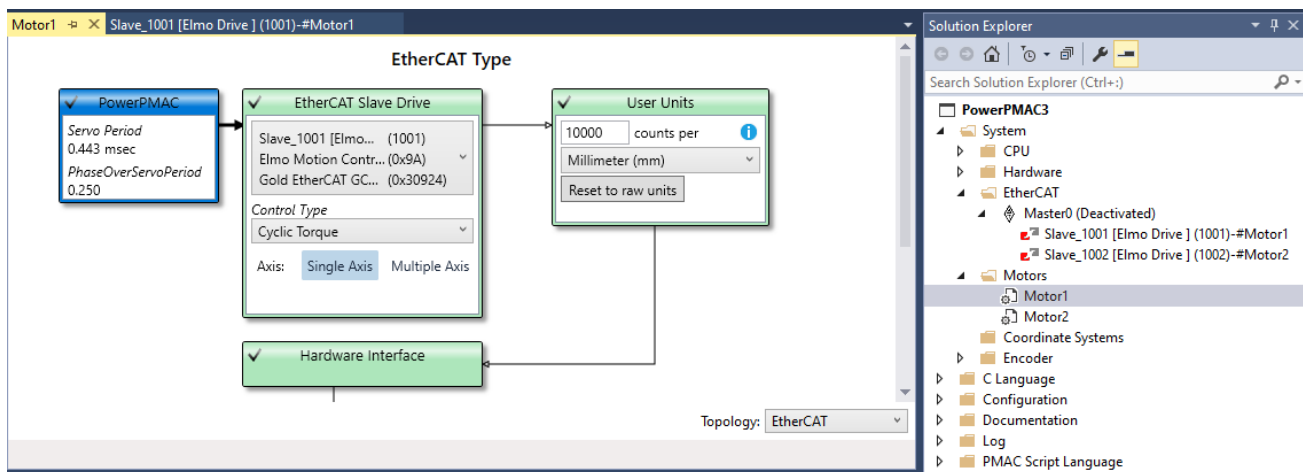 Motor1
Slave_1001 [Elmo Drive ] (1001)-#Motor1
EtherCAT Type
PowerPMAC
Servo Period
0.443 msec
PhaseOverServoPeriod
0.250
EtherCAT Slave Drive
Slave_1001 [Elmo... (1001)
Elmo Motion Contr... (0x9A)
Gold EtherCAT GC... (0x30924)
Control Type
Cyclic Torque
Axis: Single Axis Multiple Axis
User Units
10000 counts per
Millimeter (mm)
Reset to raw units
Hardware Interface
Topology: EtherCAT
Solution Explorer
Search Solution Explorer (Ctrl+:)
PowerPMAC3
System
CPU
Hardware
EtherCAT
Master0 (Deactivated)
Slave_1001 [Elmo Drive ] (1001)-#Motor1
Slave_1002 [Elmo Drive ] (1002)-#Motor2
Motors
Motor1
Motor2
Coordinate Systems
Encoder
C Language
Configuration
Documentation
Log
PMAC Script Language